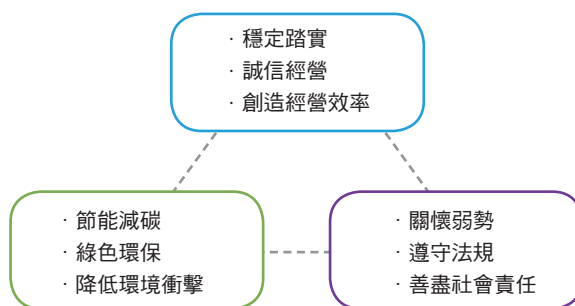 · 穩定踏實
· 誠信經營
· 創造經營效率
· 節能減碳
· 綠色環保
· 降低環境衝擊
· 關懷弱勢
· 遵守法規
· 善盡社會責任